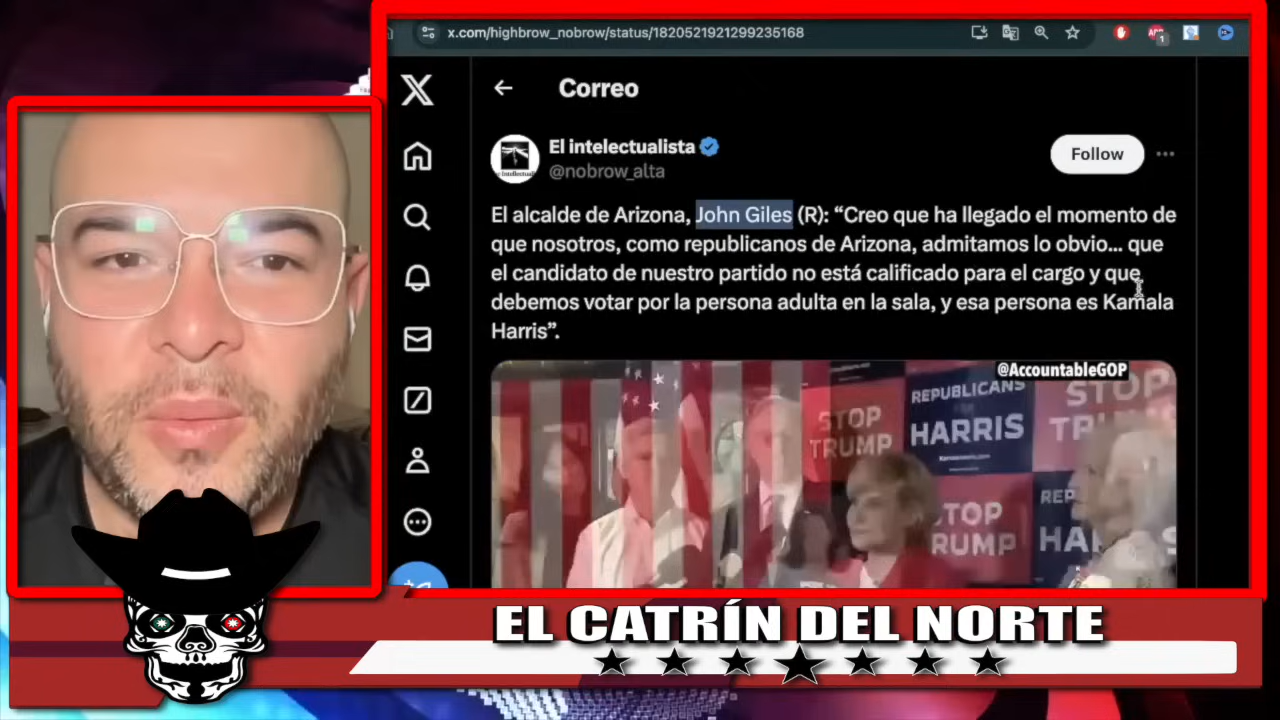 x.com/highbrow_nobrow/status/1820521921299235168
Correo
El intelectualista
@nobrow_alta
Follow
El alcalde de Arizona, John Giles (R): “Creo que ha llegado el momento de
que nosotros, como republicanos de Arizona, admitamos lo obvio... que
el candidato de nuestro partido no está calificado para el cargo y que
debemos votar por la persona adulta en la sala, y esa persona es Kamala
Harris”.
@AccountableGOP
STOP
TRUMP
REPUBLICANS
HARRIS
STOP
STOP
TRUMP
EL CATRÍN DEL NORTE